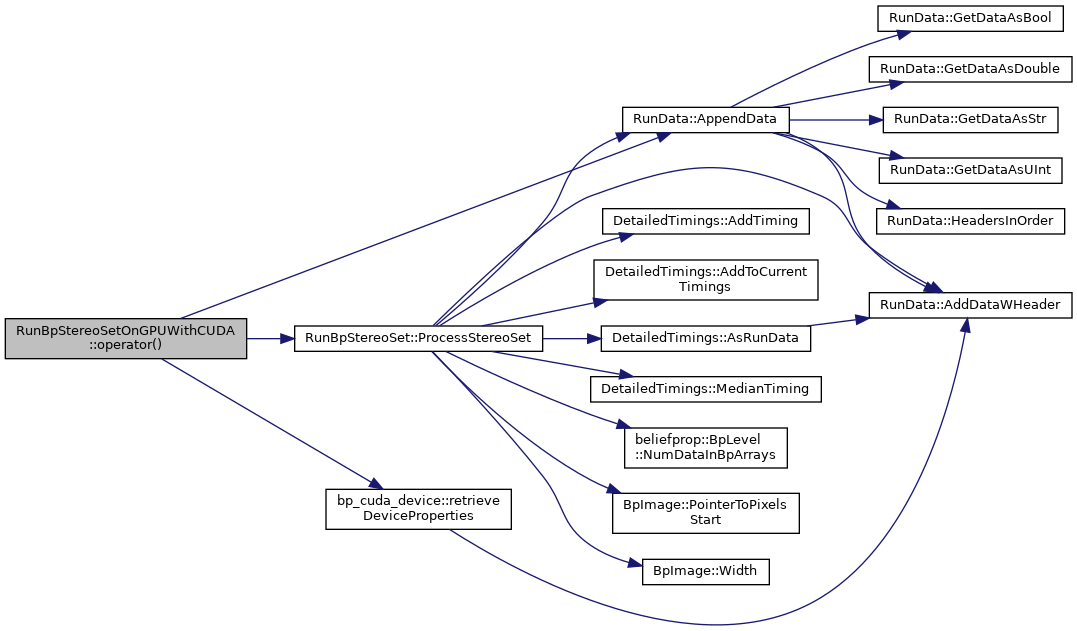 RunData::GetDataAsBool
RunData::GetDataAsDouble
RunData::AppendData
RunData::GetDataAsStr
RunData::GetDataAsUInt
DetailedTimings::AddTiming
RunData::HeadersInOrder
DetailedTimings::AddToCurrent
Timings
RunData::AddDataWHeader
RunBpStereoSetOnGPUWithCUDA
::operator()
RunBpStereoSet::ProcessStereoSet
DetailedTimings::AsRunData
DetailedTimings::MedianTiming
beliefprop::BpLevel
::NumDataInBpArrays
bp_cuda_device::retrieve
DeviceProperties
BpImage::PointerToPixels
Start
BpImage::Width